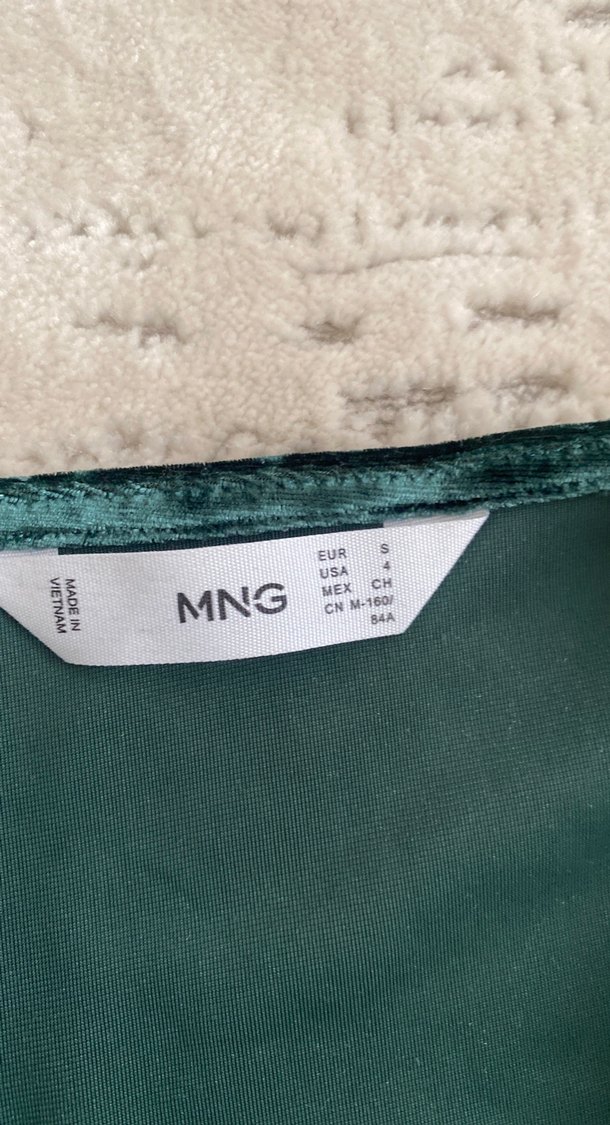 MADE IN
VIETNAM
MNG
EUR S
USA 4
MEX CH
CN M-160/
84A